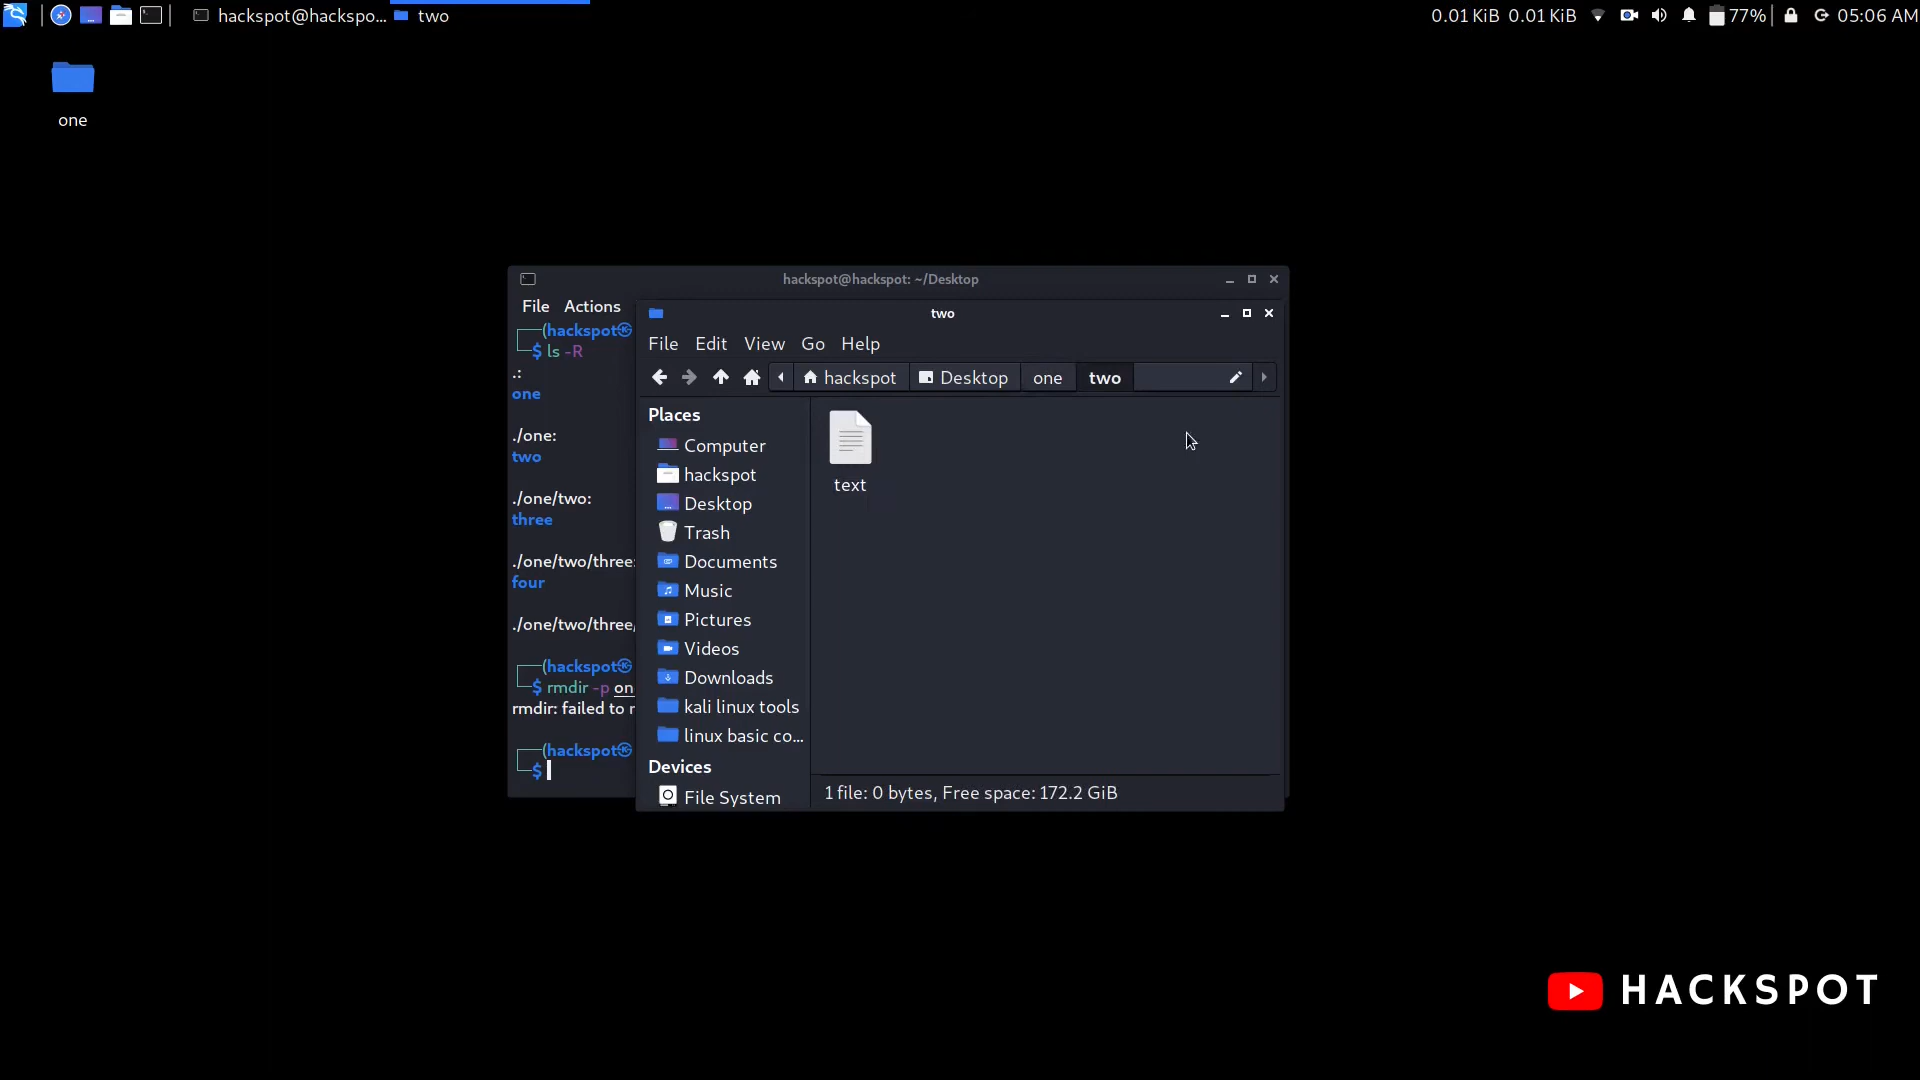 hackspot@hackspo...
two
0.01 KiB 0.01 KiB
77%
05:06 AM
one
hackspot@hackspot: ~/Desktop
File Actions
(hackspot
$ ls -R
.:
one
./one:
two
./one/two:
three
./one/two/three:
four
./one/two/three/
(hackspot
$ rmdir -p on
rmdir: failed to r
(hackspot
$
two
File Edit View Go Help
hackspot Desktop one two
Places
Computer
hackspot
Desktop
Trash
Documents
Music
Pictures
Videos
Downloads
kali linux tools
linux basic co...
Devices
File System
text
1 file: 0 bytes, Free space: 172.2 GiB
HACKSPOT